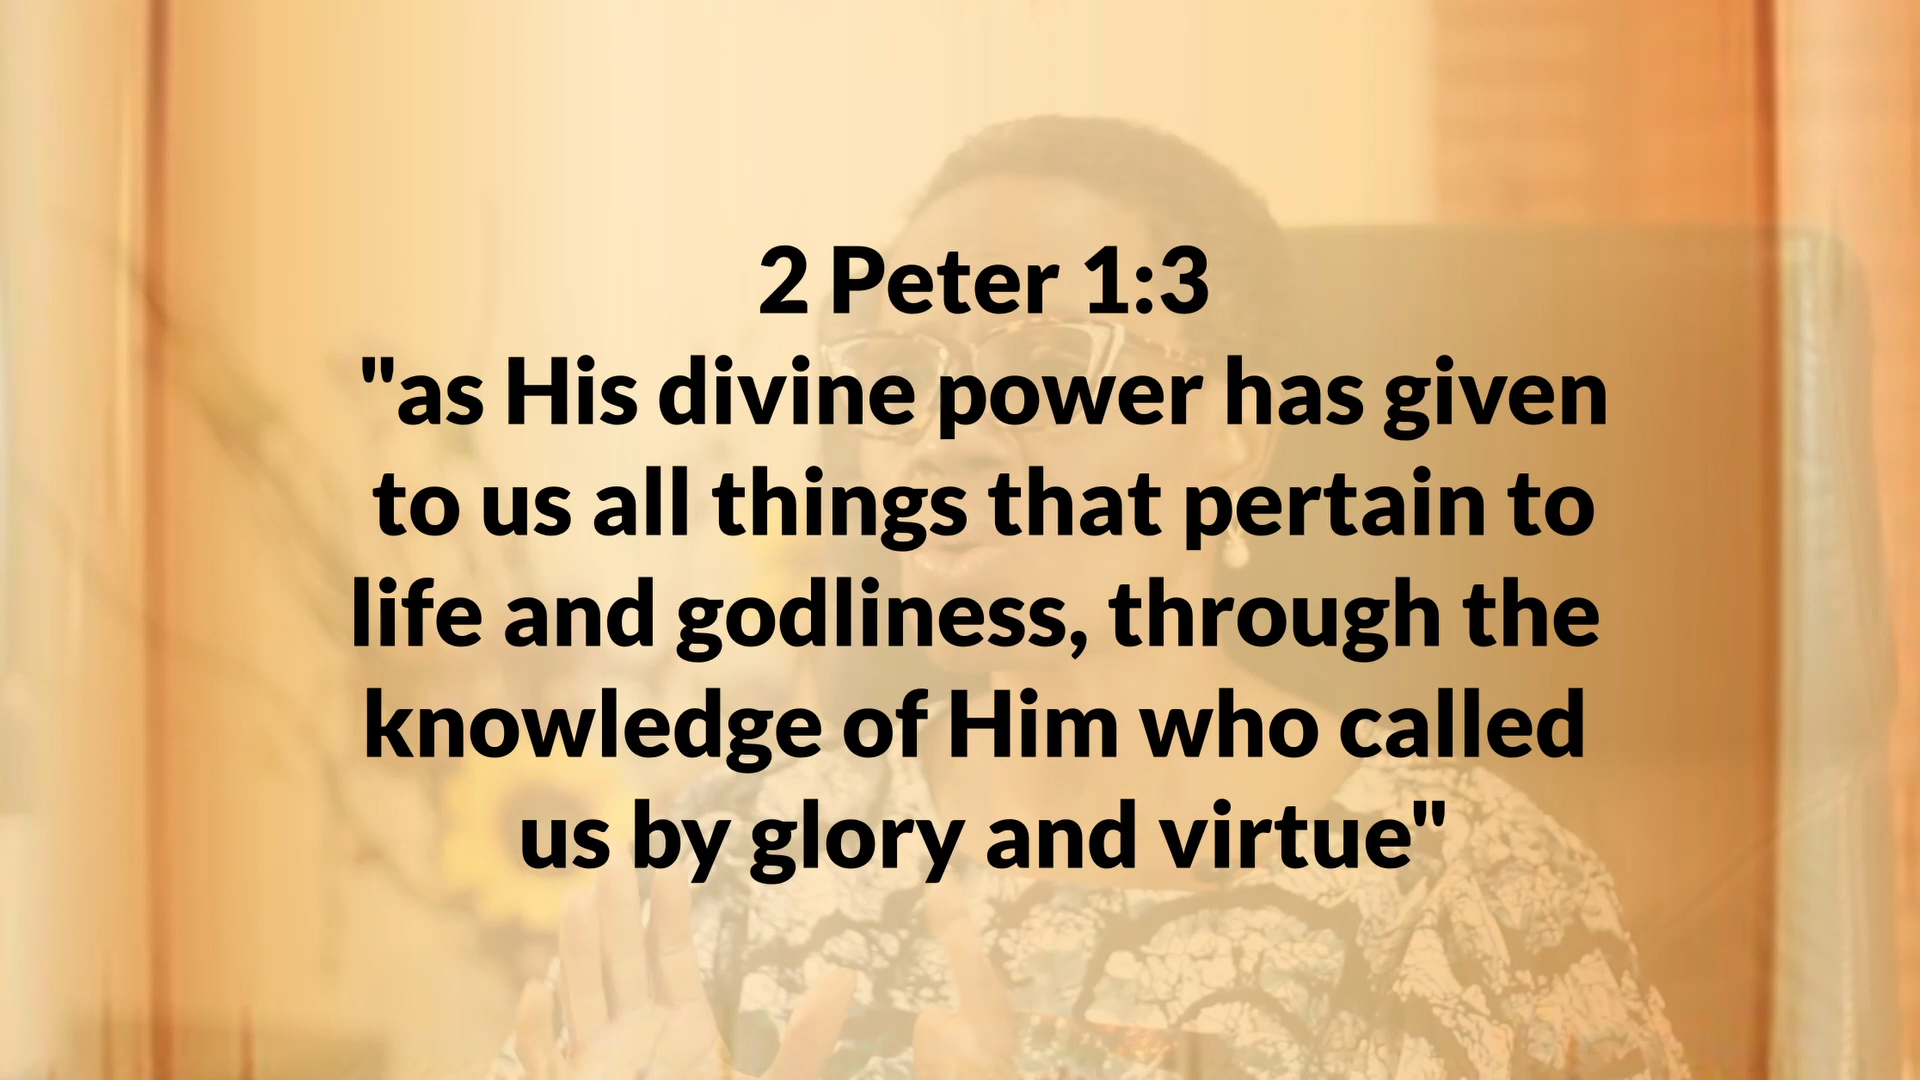 2 Peter 1:3
"as His divine power has given
to us all things that pertain to
life and godliness, through the
knowledge of Him who called
us by glory and virtue"